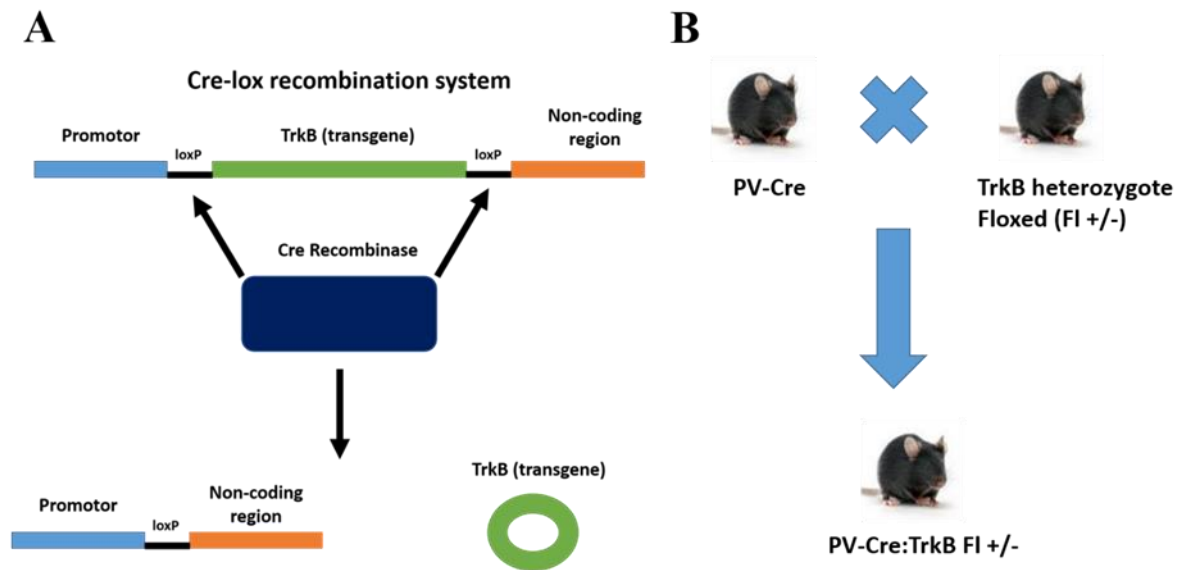 A
Cre-lox recombination system
Promotor
loxP
TrkB (transgene)
loxP
Non-coding
region
Cre Recombinase
Promotor
loxP
Non-coding
region
TrkB (transgene)
B
PV-Cre
TrkB heterozygote
Floxed (Fl +/-)
PV-Cre:TrkB Fl +/-